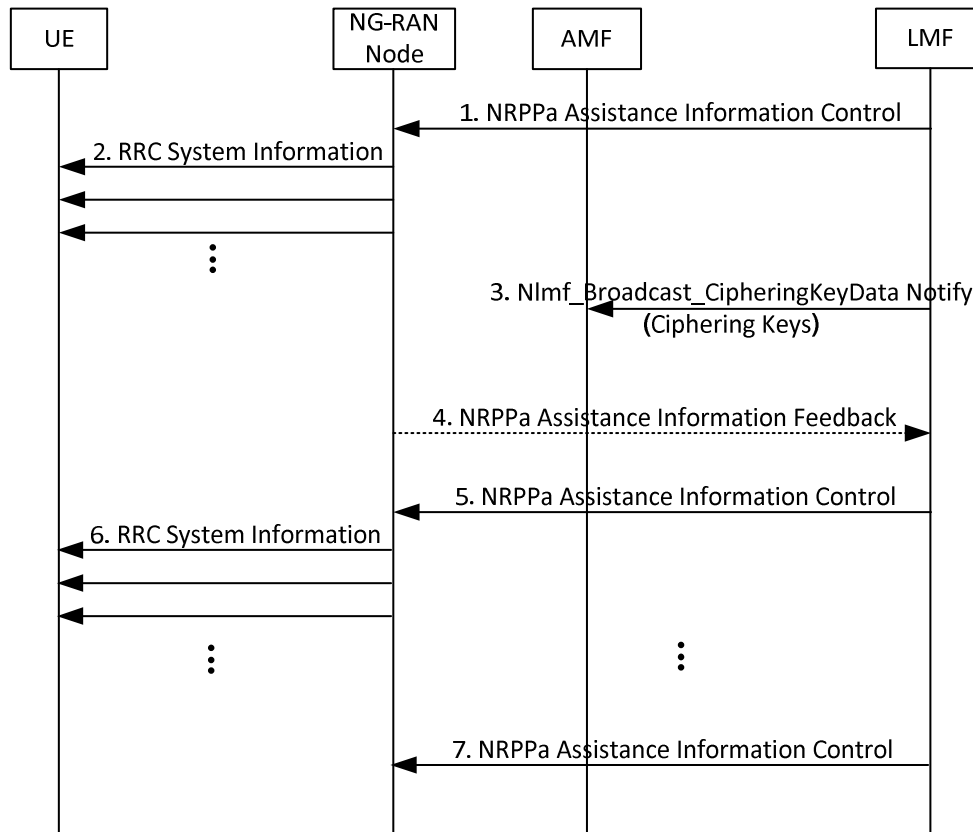 UE
NG-RAN
Node
AMF
LMF
1. NRPPa Assistance Information Control
2. RRC System Information
3. Nlmf_Broadcast_CipheringKeyData Notify
(Ciphering Keys)
4. NRPPa Assistance Information Feedback
5. NRPPa Assistance Information Control
6. RRC System Information
7. NRPPa Assistance Information Control